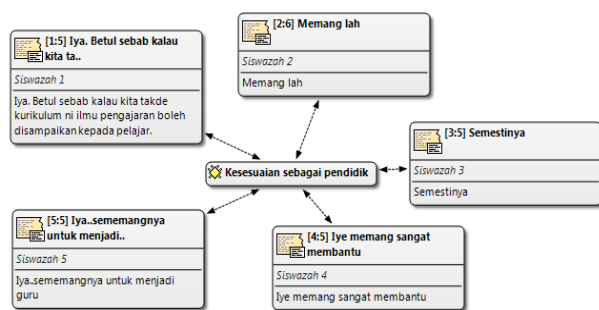 [1:5] Iya. Betul sebab kalau
kita ta..
Siswazah 1
Iya. Betul sebab kalau kita takde
kurikulum ni ilmu pengajaran boleh
disampaikan kepada pelajar.
[2:6] Memang lah
Siswazah 2
Memang lah
[3:5] Semestinya
Siswazah 3
Semestinya
Kesesuaian sebagai pendidik
[5:5] Iya..sememangnya
untuk menjadi..
Siswazah 5
Iya..sememangnya untuk menjadi
guru
[4:5] Iye memang sangat
membantu
Siswazah 4
Iye memang sangat membantu